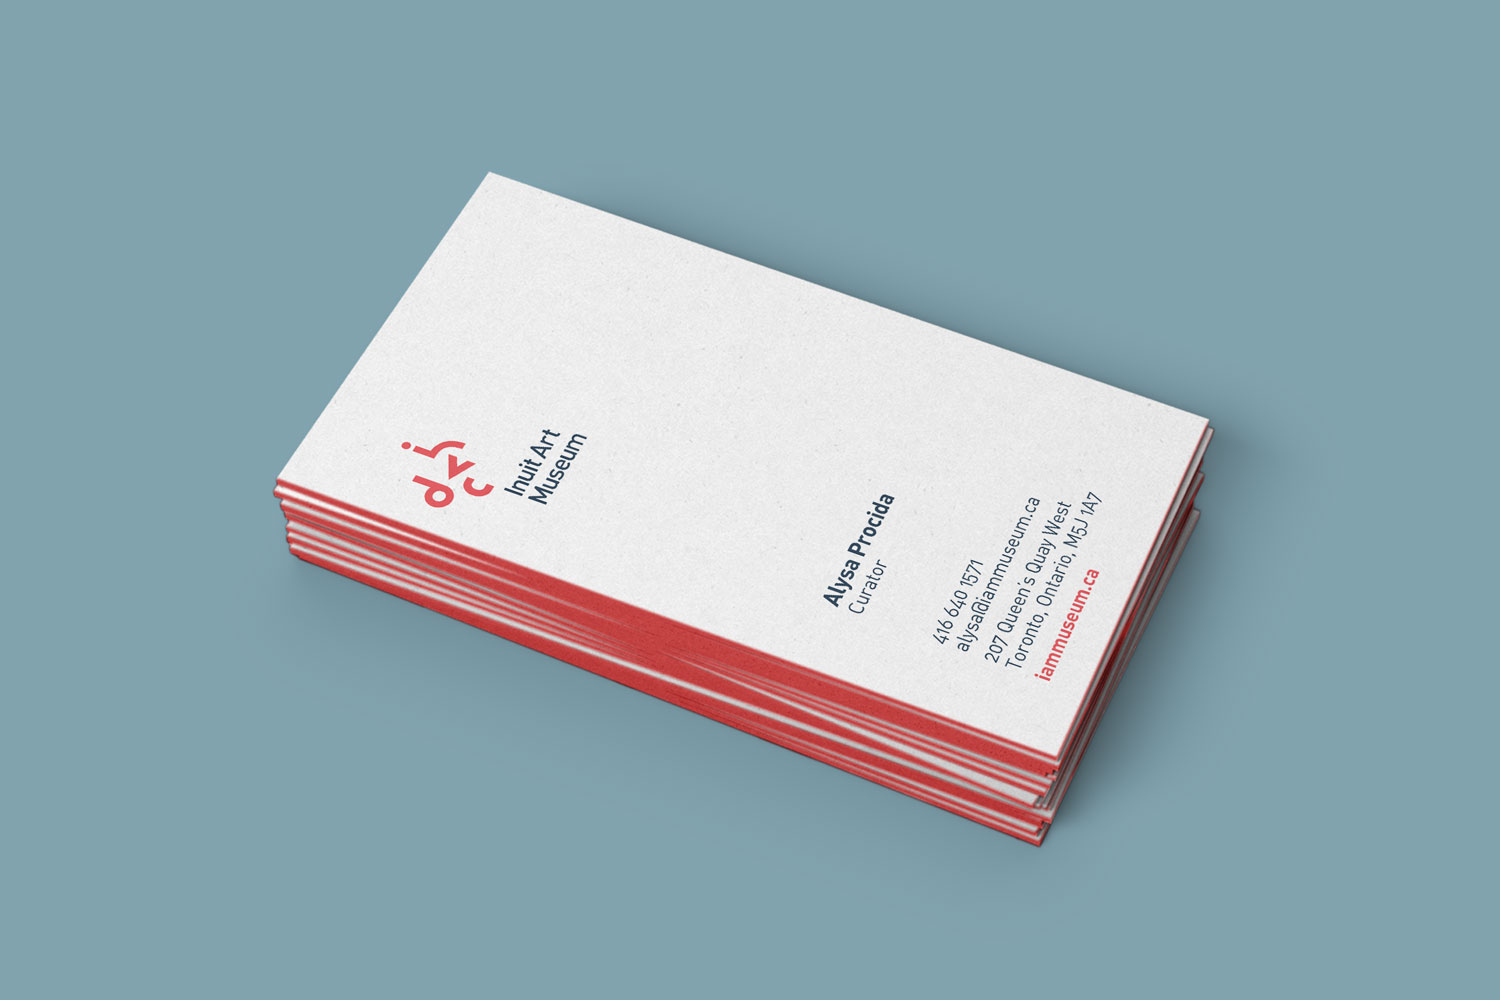 Inuit Art
Museum
Alysa Procida
Curator
416 640 1571
alysa@iammuseum.ca
207 Queen's Quay West
Toronto, Ontario, M5J 1A7
iammuseum.ca